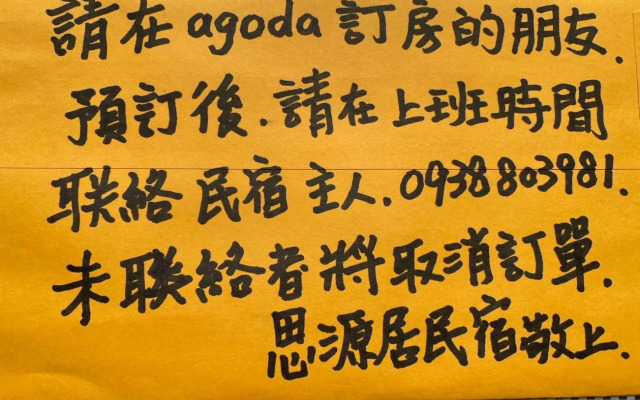 請在agoda訂房的朋友.
預訂後.請在上班時間
联絡民宿主人.0938803981.
未联絡者將取消訂單.
思源居民宿敬上.